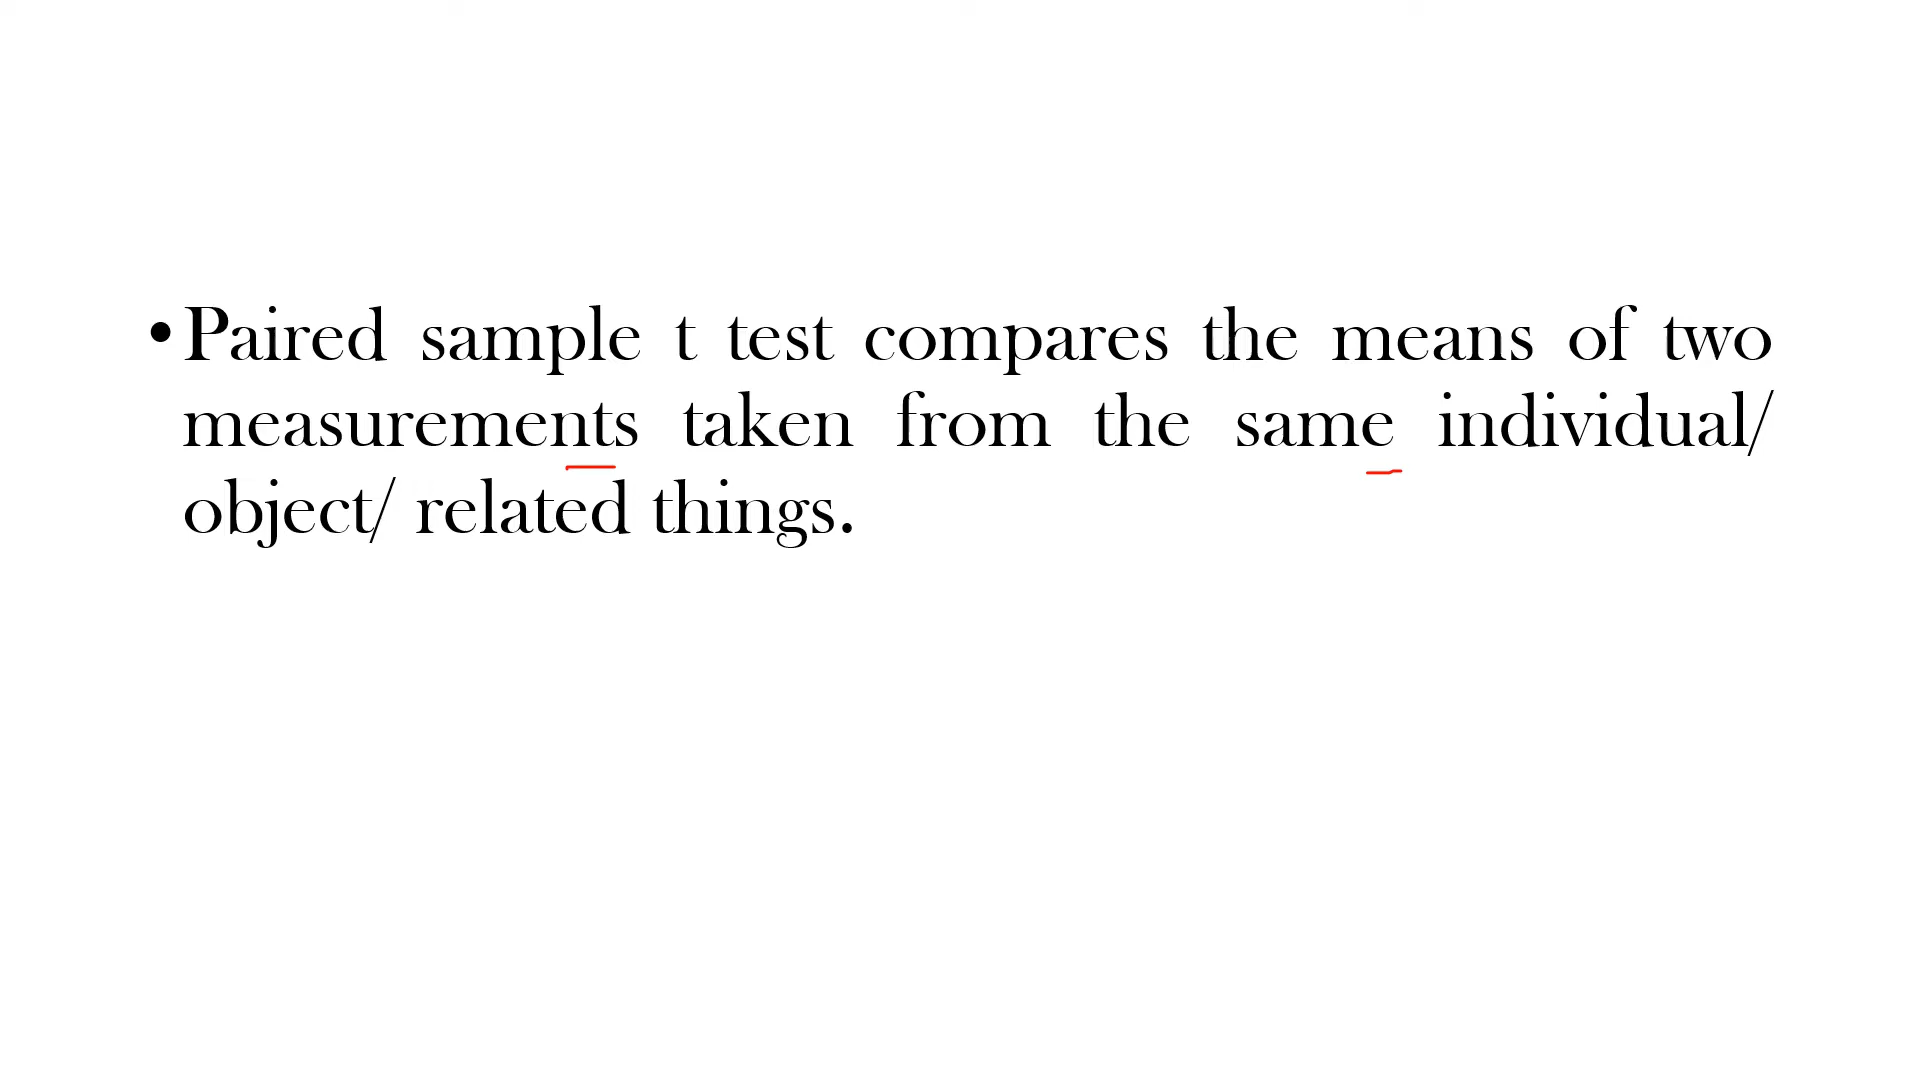 • Paired sample t test compares the means of two
measurements taken from the same individual/
object/ related things.